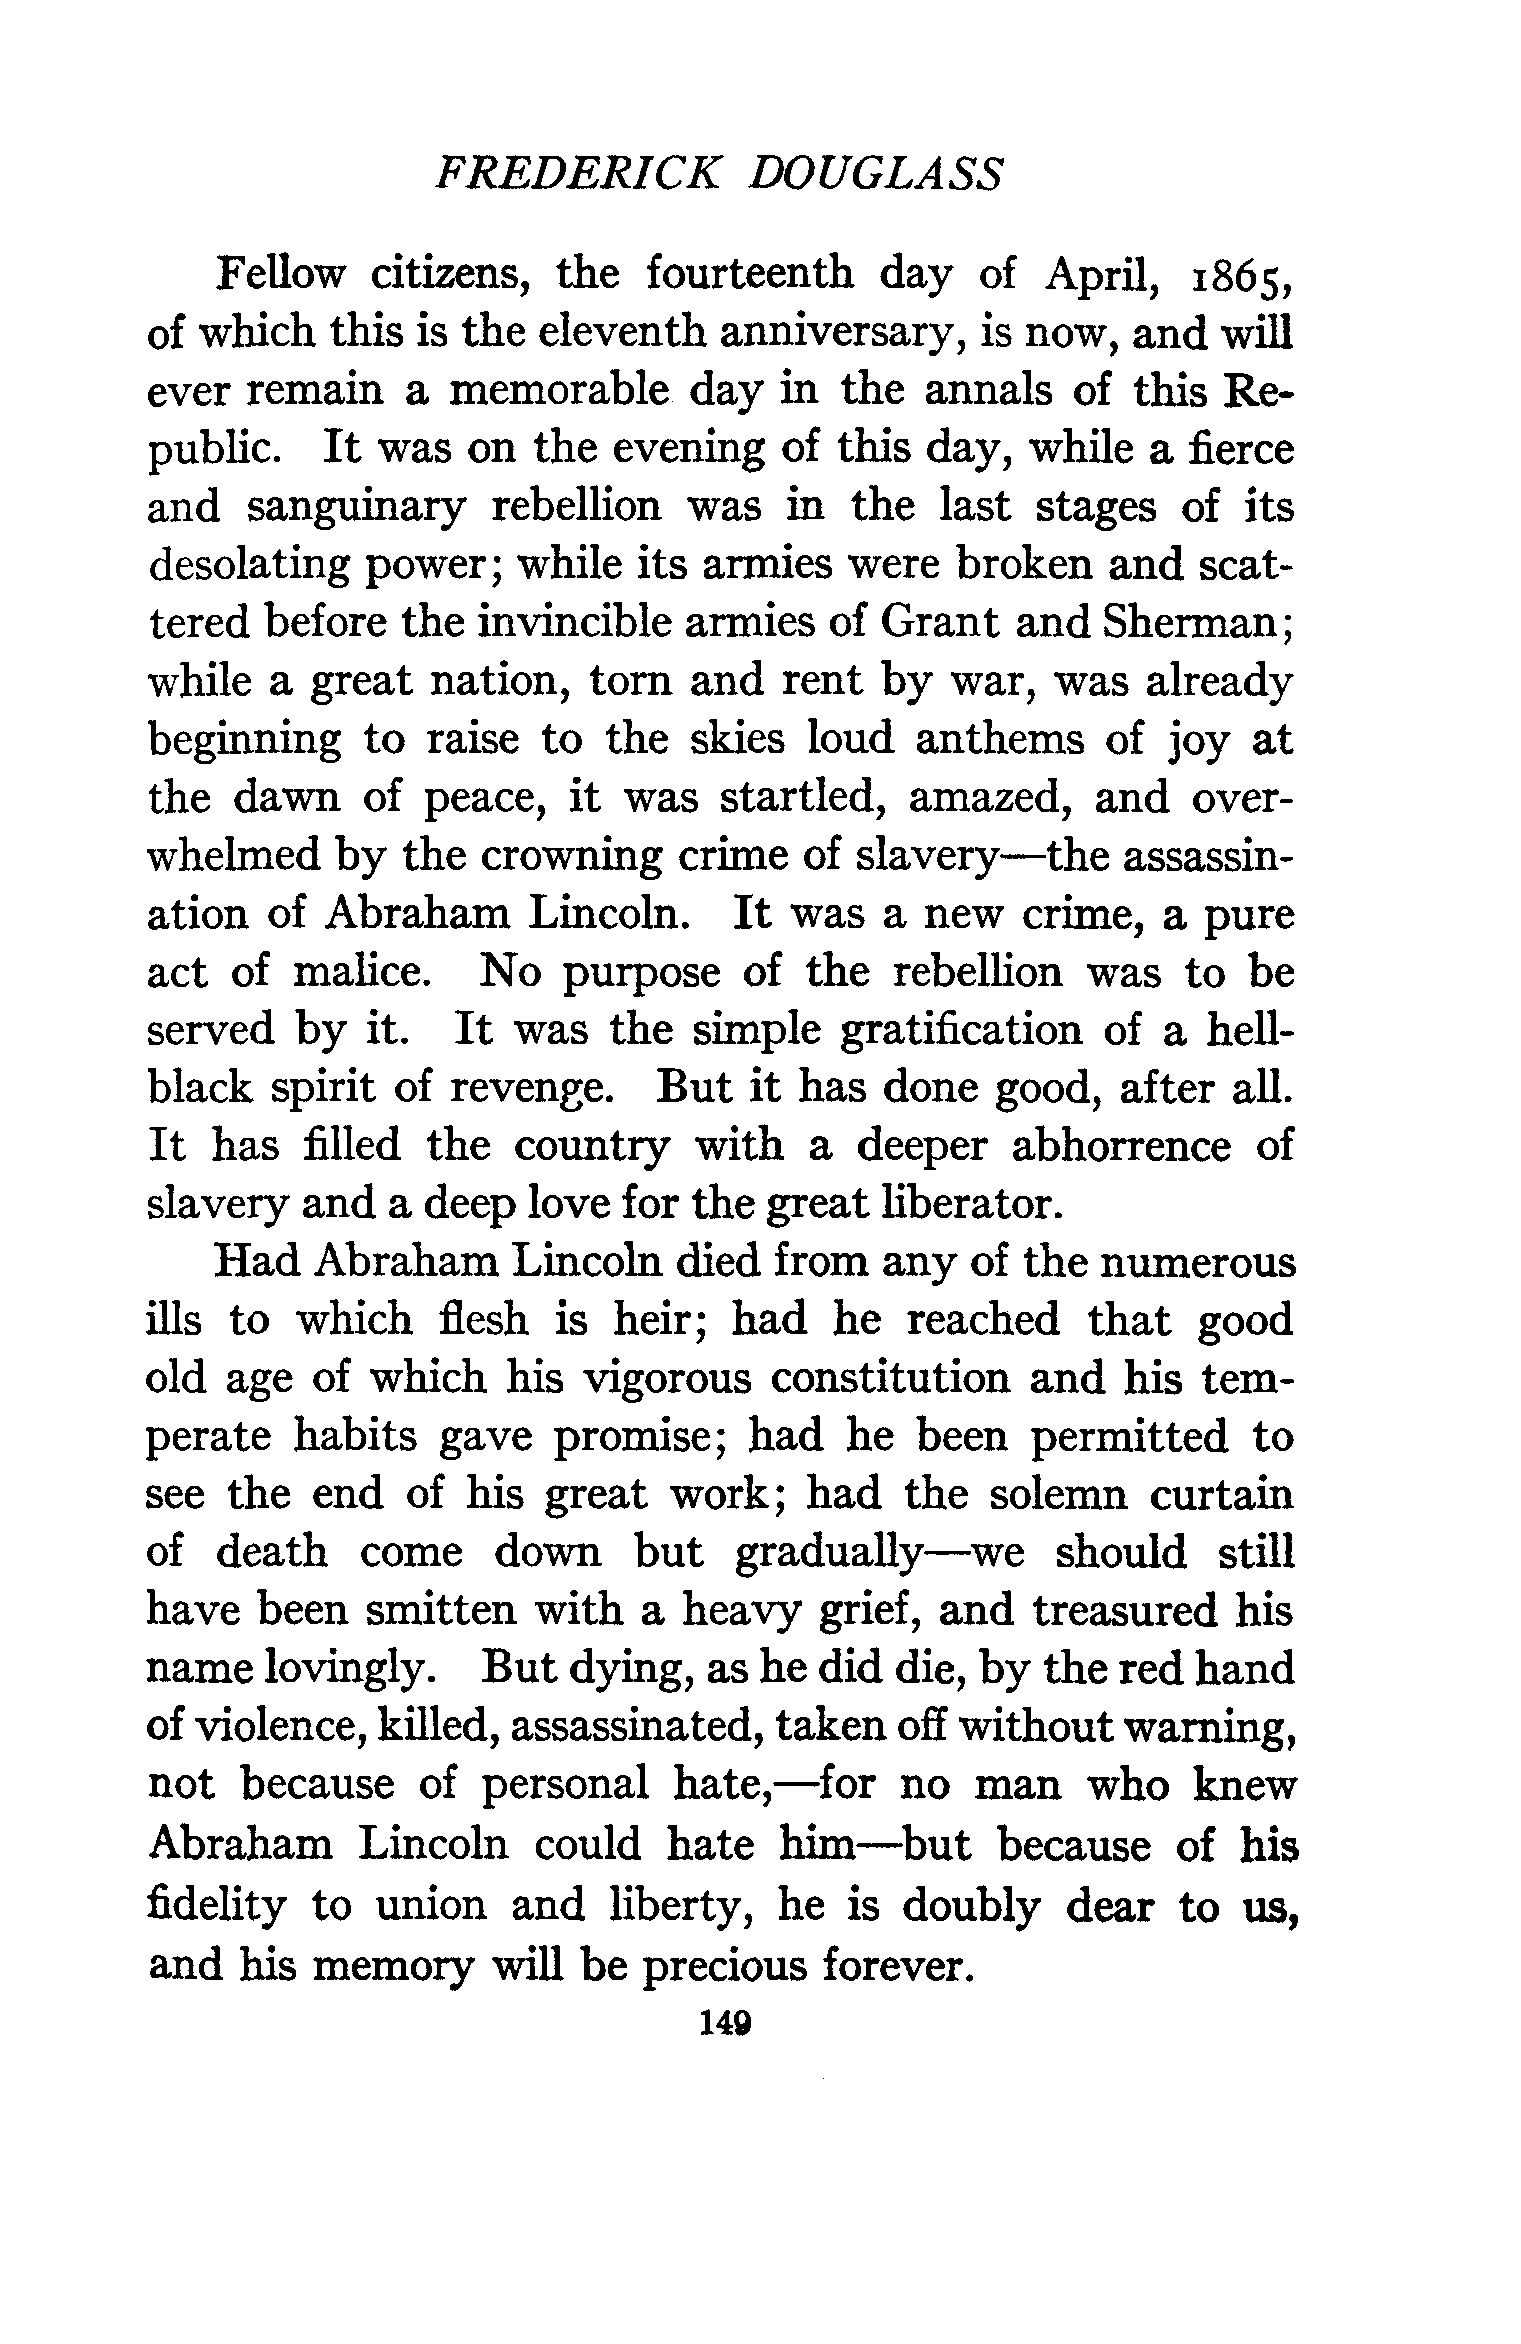 FREDERICK DOUGLASS
Fellow citizens, the fourteenth day of April, 1865,
of which this is the eleventh anniversary, is now, and will
ever remain a memorable day in the annals of this Re-
public. It was on the evening of this day, while a fierce
and sanguinary rebellion was in the last stages of its
desolating power; while its armies were broken and scat-
tered before the invincible armies of Grant and Sherman;
while a great nation, torn and rent by war, was already
beginning to raise to the skies loud anthems of joy at
the dawn of peace, it was startled, amazed, and over-
whelmed by the crowning crime of slavery—the assassin-
ation of Abraham Lincoln. It was a new crime, a pure
act of malice. No purpose of the rebellion was to be
served by it. It was the simple gratification of a hell-
black spirit of revenge. But it has done good, after all.
It has filled the country with a deeper abhorrence of
slavery and a deep love for the great liberator.
Had Abraham Lincoln died from any of the numerous
ills to which flesh is heir; had he reached that good
old age of which his vigorous constitution and his tem-
perate habits gave promise; had he been permitted to
see the end of his great work; had the solemn curtain
of death come down but gradually—we should still
have been smitten with a heavy grief, and treasured his
name lovingly. But dying, as he did die, by the red hand
of violence, killed, assassinated, taken off without warning,
not because of personal hate,—for no man who knew
Abraham Lincoln could hate him—but because of his
fidelity to union and liberty, he is doubly dear to us,
and his memory will be precious forever.
149